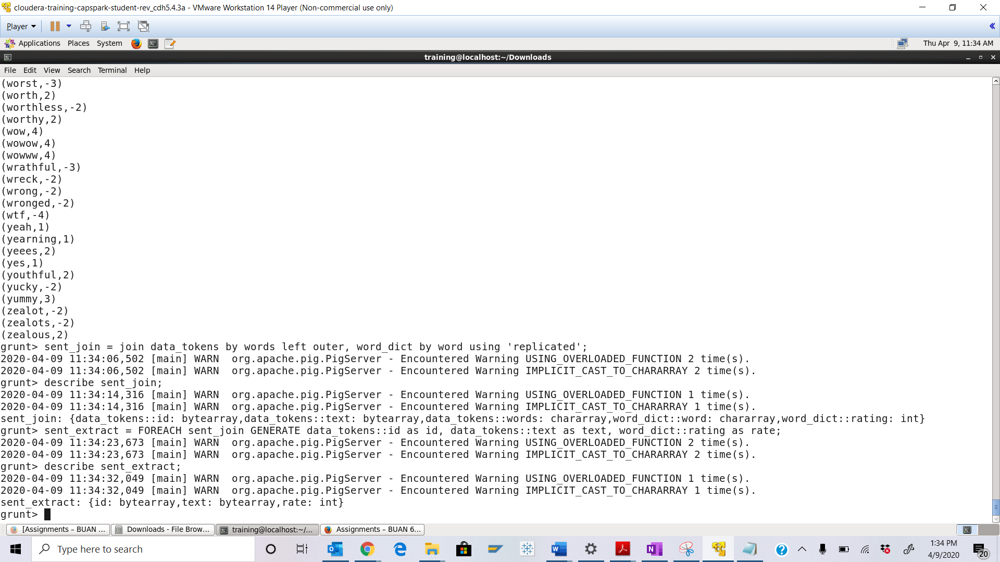 cloudera-training-capspark-student-rev_cdh5.4.3a - VMware Workstation 14 Player (Non-commercial use only)
Player
Applications Places System Thu Apr 9, 11:34 AM
training@localhost:~/Downloads
File Edit View Search Terminal Help
(worst,-3)
(worth,2)
(worthless,-2)
(worthy,2)
(wow,4)
(wowow,4)
(wowww,4)
(wrathful,-3)
(wreck,-2)
(wrong,-2)
(wronged,-2)
(wtf,-4)
(yeah,1)
(yearning,1)
(yeees,2)
(yes,1)
(youthful,2)
(yucky,-2)
(yummy,3)
(zealot,-2)
(zealots,-2)
(zealous,2)
grunt> sent_join = join data_tokens by words left outer, word_dict by word using 'replicated';
2020-04-09 11:34:06,502 [main] WARN  org.apache.pig.PigServer - Encountered Warning USING_OVERLOADED_FUNCTION 2 time(s).
2020-04-09 11:34:06,502 [main] WARN  org.apache.pig.PigServer - Encountered Warning IMPLICIT_CAST_TO_CHARARRAY 2 time(s).
grunt> describe sent_join;
2020-04-09 11:34:14,316 [main] WARN  org.apache.pig.PigServer - Encountered Warning USING_OVERLOADED_FUNCTION 1 time(s).
2020-04-09 11:34:14,316 [main] WARN  org.apache.pig.PigServer - Encountered Warning IMPLICIT_CAST_TO_CHARARRAY 1 time(s).
sent_join: {data_tokens::id: bytearray,data_tokens::text: bytearray,data_tokens::words: chararray,word_dict::word: chararray,word_dict::rating: int}
grunt> sent_extract = FOREACH sent_join GENERATE data_tokens::id as id, data_tokens::text as text, word_dict::rating as rate;
2020-04-09 11:34:23,673 [main] WARN  org.apache.pig.PigServer - Encountered Warning USING_OVERLOADED_FUNCTION 2 time(s).
2020-04-09 11:34:23,673 [main] WARN  org.apache.pig.PigServer - Encountered Warning IMPLICIT_CAST_TO_CHARARRAY 2 time(s).
grunt> describe sent_extract;
2020-04-09 11:34:32,049 [main] WARN  org.apache.pig.PigServer - Encountered Warning USING_OVERLOADED_FUNCTION 1 time(s).
2020-04-09 11:34:32,049 [main] WARN  org.apache.pig.PigServer - Encountered Warning IMPLICIT_CAST_TO_CHARARRAY 1 time(s).
sent_extract: {id: bytearray,text: bytearray,rate: int}
grunt>
[Assignments – BUAN ... Downloads - File Brow... training@localhost:~/... Assignments – BUAN 6...
Type here to search
1:34 PM
4/9/2020
20